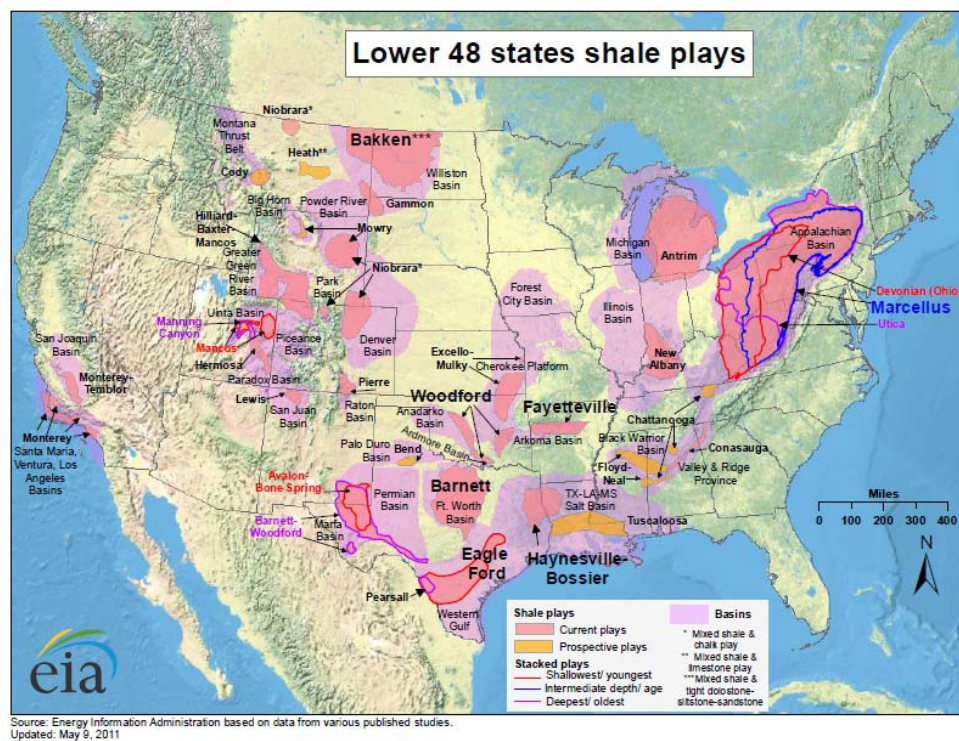 Lower 48 states shale plays
Niobrara*
Montana
Thrust
Belt
Bakken***
Heath**
Cody
Williston
Basin
Big Horn
Basin
Powder River
Basin
Gammon
Hilliard-
Baxter-
Mancos
Mowry
Greater
Green
River
Basin
Niobrara*
Park
Basin
Michigan
Basin
Antrim
Appalachian
Basin
Devonian (Ohio
Marcellus
Utica
Forest
City Basin
Illinois
Basin
Uinta Basin
Manning
Canyon
Mancos
Piceance
Basin
Denver
Basin
Hermosa
San Joaquin
Basin
Monterey-
Temblor
Paradox Basin
Lewis
San Juan
Basin
Pierre
Raton
Basin
Excello-
Mulky
Cherokee Platform
New
Albany
Woodford
Anadarko
Basin
Fayetteville
Chattanooga
Ardmore Basin
Arkoma Basin
Black Warrior
Basin
Conasauga
Monterey
Santa Maria,
Ventura, Los
Angeles
Basins
Palo Duro
Basin
Bend
Floyd-
Neal
Valley & Ridge
Province
Avalon-
Bone Spring
Permian
Basin
Barnett
Ft. Worth
Basin
TX-LA-MS
Salt Basin
Tuscaloosa
Barnett-
Woodford
Marfa
Basin
Eagle
Ford
Haynesville-
Bossier
Pearsall
Western
Gulf
Miles
0 100 200 300 400
N
Shale plays
Current plays
Prospective plays
Stacked plays
Shallowest/ youngest
Intermediate depth/ age
Deepest/ oldest
Basins
* Mixed shale &
chalk play
** Mixed shale &
limestone play
***Mixed shale &
tight dolostone-
siltstone-sandstone
eia
Source: Energy Information Administration based on data from various published studies.
Updated: May 9, 2011